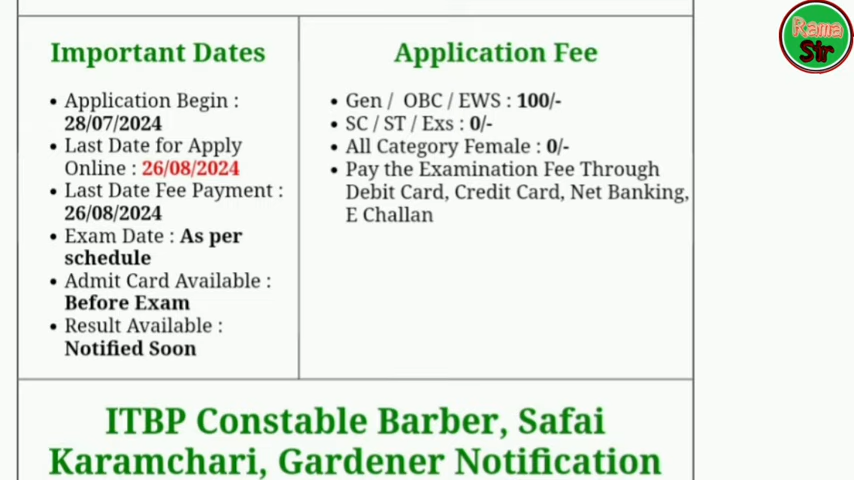 Rama
Sir
Important Dates
Application Begin :
28/07/2024
Last Date for Apply
Online : 26/08/2024
Last Date Fee Payment :
26/08/2024
Exam Date : As per
schedule
Admit Card Available :
Before Exam
Result Available :
Notified Soon
Application Fee
Gen / OBC / EWS : 100/-
SC / ST / Exs : 0/-
All Category Female : 0/-
Pay the Examination Fee Through
Debit Card, Credit Card, Net Banking,
E Challan
ITBP Constable Barber, Safai
Karamchari, Gardener Notification